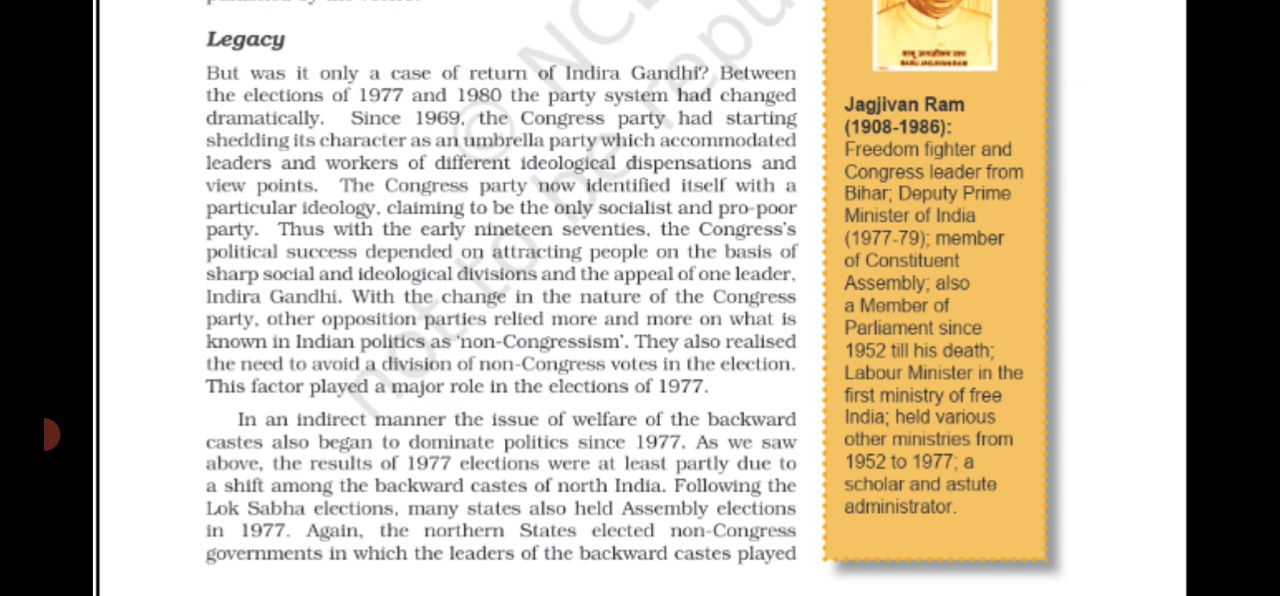 Legacy
But was it only a case of return of Indira Gandhi? Between
the elections of 1977 and 1980 the party system had changed
dramatically. Since 1969, the Congress party had starting
shedding its character as an umbrella party which accommodated
leaders and workers of different ideological dispensations and
view points. The Congress party now identified itself with a
particular ideology, claiming to be the only socialist and pro-poor
party. Thus with the early nineteen seventies, the Congress's
political success depended on attracting people on the basis of
sharp social and ideological divisions and the appeal of one leader,
Indira Gandhi. With the change in the nature of the Congress
party, other opposition parties relied more and more on what is
known in Indian politics as 'non-Congressism'. They also realised
the need to avoid a division of non-Congress votes in the election.
This factor played a major role in the elections of 1977.
In an indirect manner the issue of welfare of the backward
castes also began to dominate politics since 1977. As we saw
above, the results of 1977 elections were at least partly due to
a shift among the backward castes of north India. Following the
Lok Sabha elections, many states also held Assembly elections
in 1977. Again, the northern States elected non-Congress
governments in which the leaders of the backward castes played
बाबू जगजीवन राम
BABU JAGJIVAN RAM
Jagjivan Ram
(1908-1986):
Freedom fighter and
Congress leader from
Bihar; Deputy Prime
Minister of India
(1977-79); member
of Constituent
Assembly; also
a Member of
Parliament since
1952 till his death;
Labour Minister in the
first ministry of free
India; held various
other ministries from
1952 to 1977; a
scholar and astute
administrator.
© NC
not to be repu